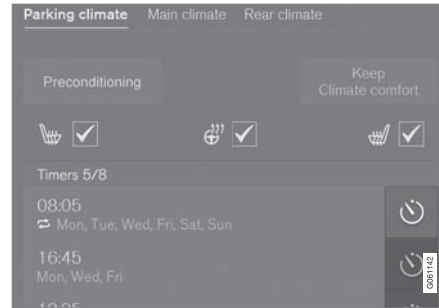 Parking climate Main climate Rear climate
Preconditioning
Keep
Climate comfort
Timers 5/8
08:05
Mon, Tue, Wed, Fri, Sat, Sun
16:45
Mon, Wed, Fri
G061142